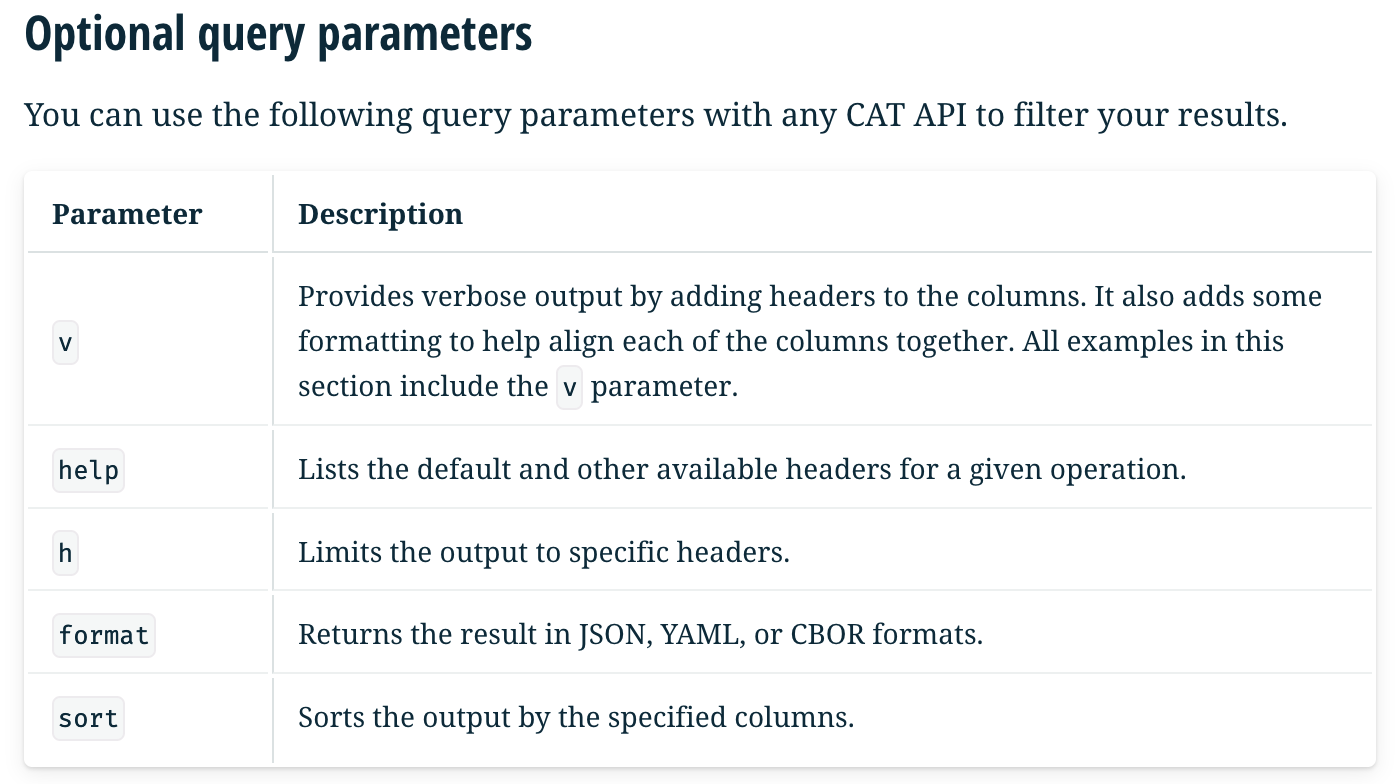 Optional query parameters
You can use the following query parameters with any CAT API to filter your results.
Parameter Description
v Provides verbose output by adding headers to the columns. It also adds some
formatting to help align each of the columns together. All examples in this
section include the v parameter.
help Lists the default and other available headers for a given operation.
h Limits the output to specific headers.
format Returns the result in JSON, YAML, or CBOR formats.
sort Sorts the output by the specified columns.